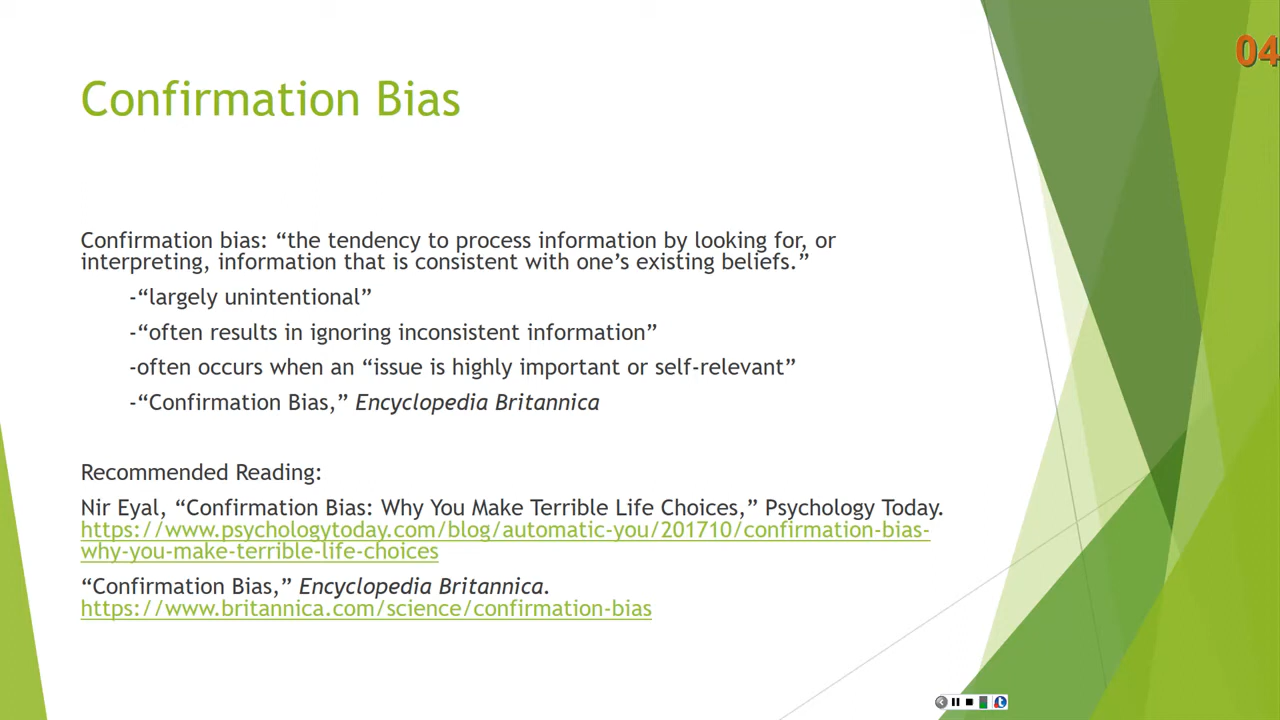 04
Confirmation Bias
Confirmation bias: “the tendency to process information by looking for, or
interpreting, information that is consistent with one’s existing beliefs.”
-“largely unintentional”
-“often results in ignoring inconsistent information”
-often occurs when an “issue is highly important or self-relevant”
-“Confirmation Bias,” Encyclopedia Britannica
Recommended Reading:
Nir Eyal, “Confirmation Bias: Why You Make Terrible Life Choices,” Psychology Today.
https://www.psychologytoday.com/blog/automatic-you/201710/confirmation-bias-
why-you-make-terrible-life-choices
“Confirmation Bias,” Encyclopedia Britannica.
https://www.britannica.com/science/confirmation-bias